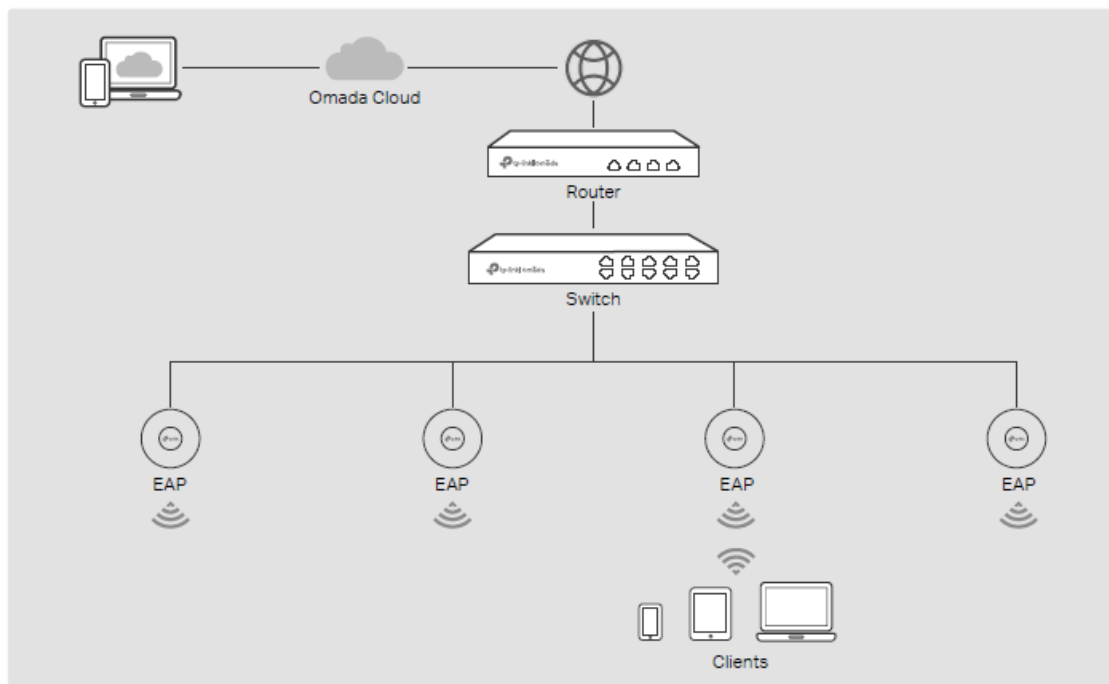 Omada Cloud
Router
Switch
EAP
EAP
EAP
EAP
Clients